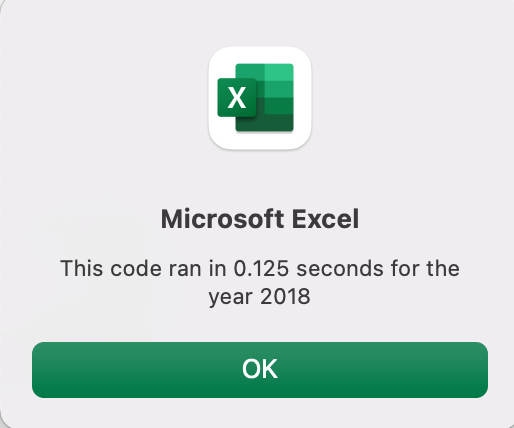 X
Microsoft Excel
This code ran in 0.125 seconds for the
year 2018
OK